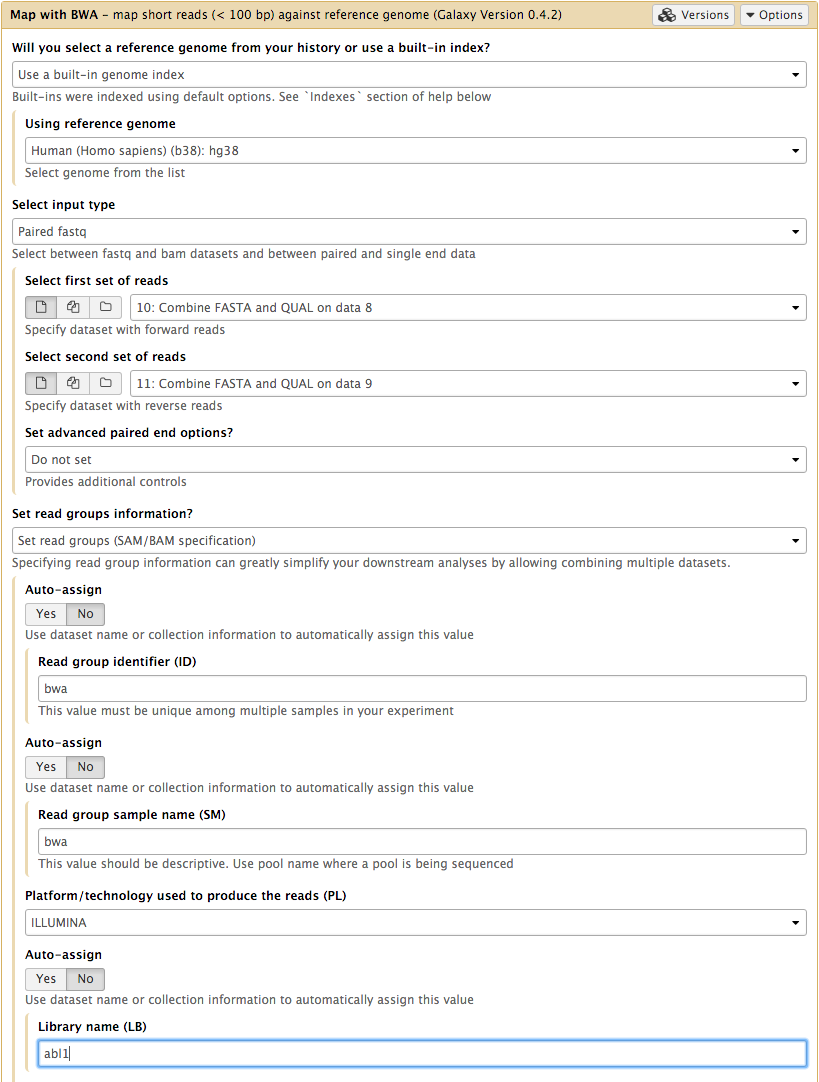 Map with BWA - map short reads (< 100 bp) against reference genome (Galaxy Version 0.4.2) Versions Options
Will you select a reference genome from your history or use a built-in index?
Use a built-in genome index
Built-ins were indexed using default options. See `Indexes` section of help below
Using reference genome
Human (Homo sapiens) (b38): hg38
Select genome from the list
Select input type
Paired fastq
Select between fastq and bam datasets and between paired and single end data
Select first set of reads
10: Combine FASTA and QUAL on data 8
Specify dataset with forward reads
Select second set of reads
11: Combine FASTA and QUAL on data 9
Specify dataset with reverse reads
Set advanced paired end options?
Do not set
Provides additional controls
Set read groups information?
Set read groups (SAM/BAM specification)
Specifying read group information can greatly simplify your downstream analyses by allowing combining multiple datasets.
Auto-assign
Yes No
Use dataset name or collection information to automatically assign this value
Read group identifier (ID)
bwa
This value must be unique among multiple samples in your experiment
Auto-assign
Yes No
Use dataset name or collection information to automatically assign this value
Read group sample name (SM)
bwa
This value should be descriptive. Use pool name where a pool is being sequenced
Platform/technology used to produce the reads (PL)
ILLUMINA
Auto-assign
Yes No
Use dataset name or collection information to automatically assign this value
Library name (LB)
abl1